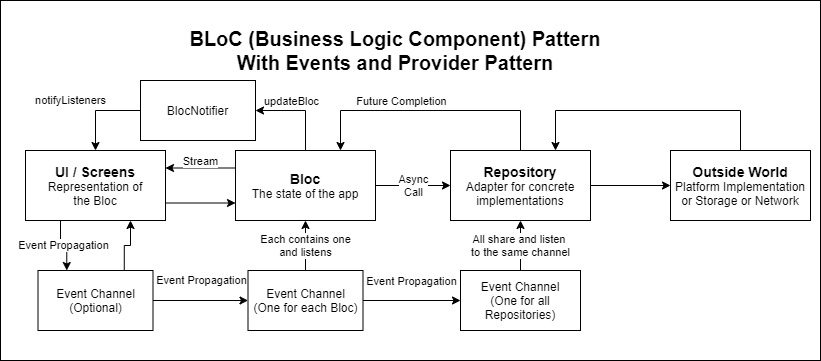 BLoC (Business Logic Component) Pattern
With Events and Provider Pattern
notifyListeners
BlocNotifier
updateBloc
Future Completion
UI / Screens
Representation of
the Bloc
Stream
Bloc
The state of the app
Async
Call
Repository
Adapter for concrete
implementations
Outside World
Platform Implementation
or Storage or Network
Event Propagation
Each contains one
and listens
All share and listen
to the same channel
Event Channel
(Optional)
Event Propagation
Event Channel
(One for each Bloc)
Event Propagation
Event Channel
(One for all
Repositories)